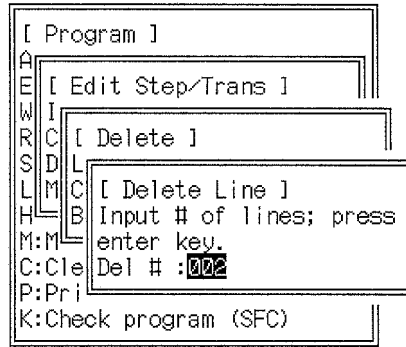 [ Program ]
A
E
[ Edit Step/Trans ]
W
I
R
C
[ Delete ]
S
D
L
L
M
C
[ Delete Line ]
H
B
Input # of lines; press
M:M
enter key.
C:Cle
Del # :002
P:Pri
K:Check program (SFC)